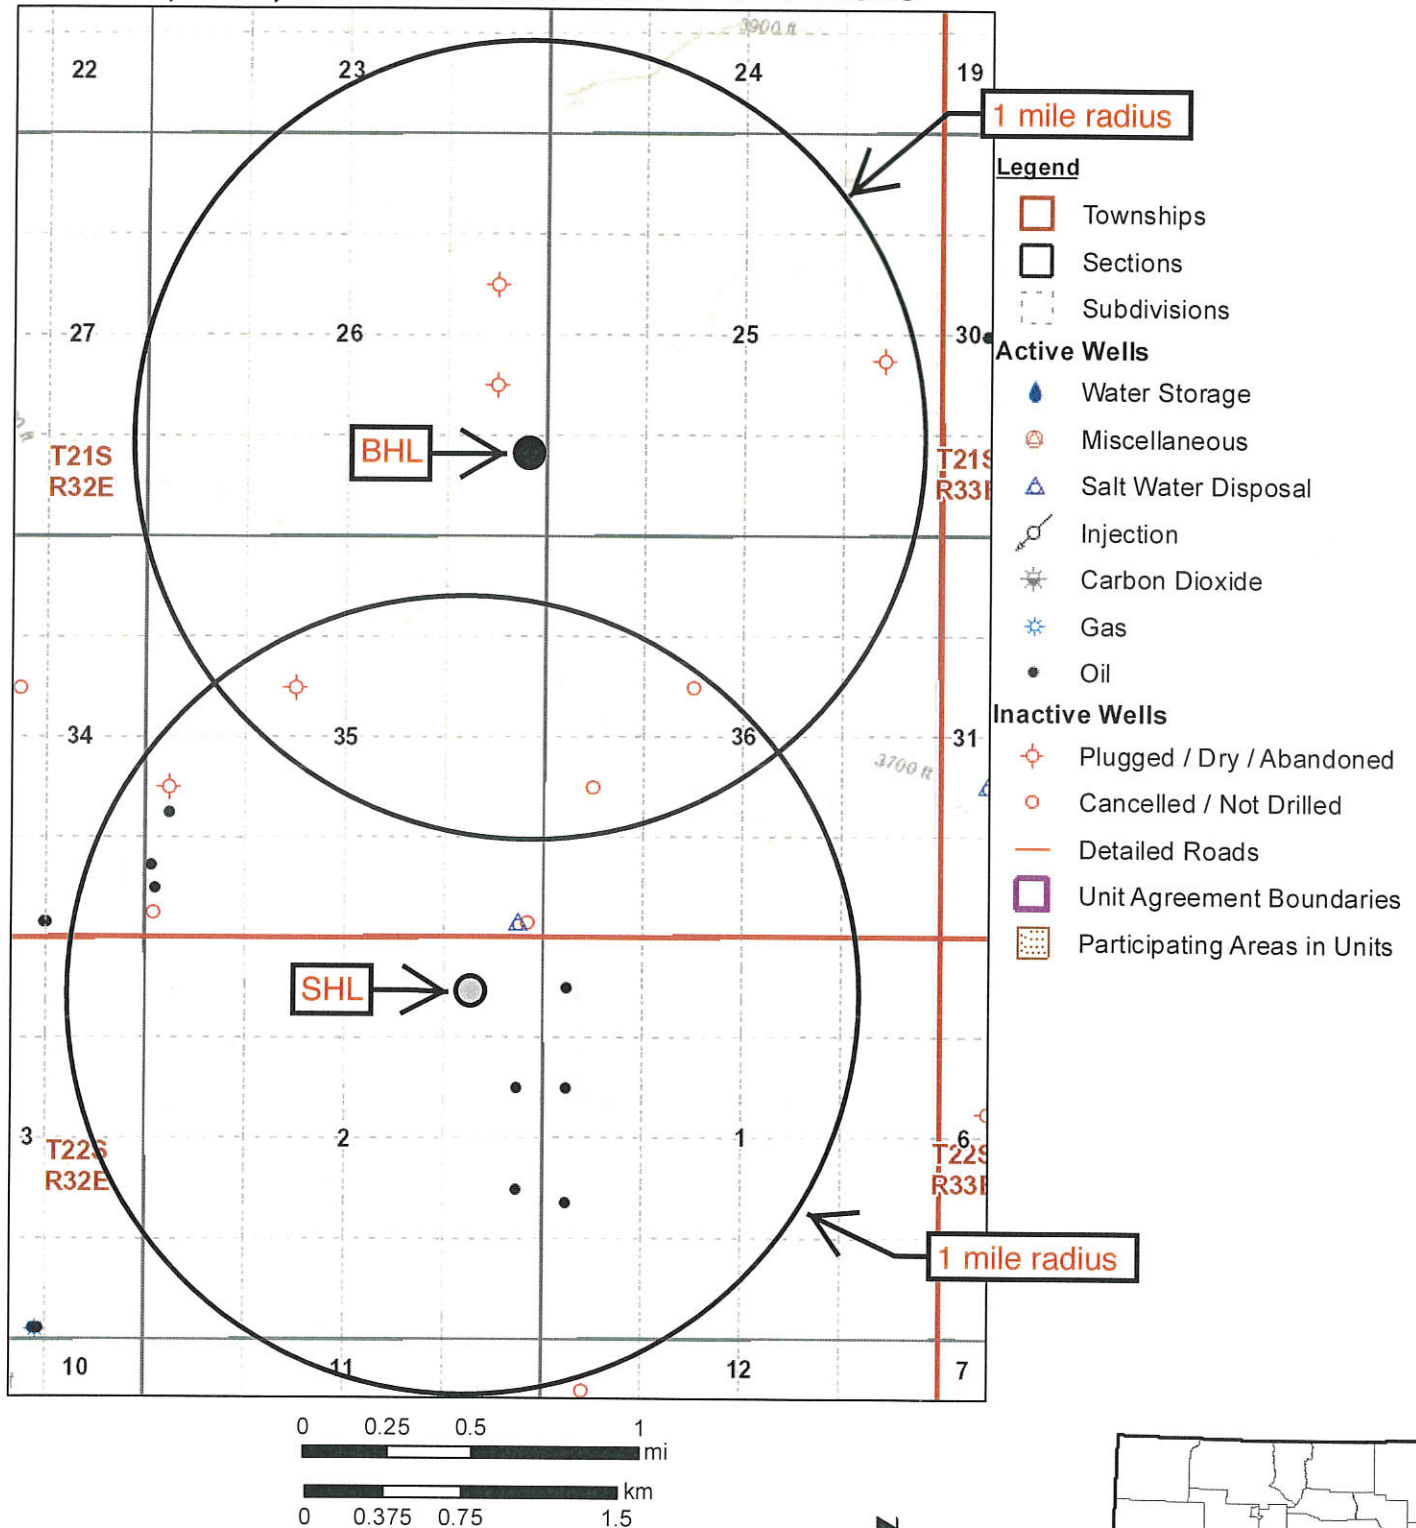 3900 ft
22
23
24
19
1 mile radius
Legend
Townships
Sections
Subdivisions
27
26
25
30
Active Wells
Water Storage
Miscellaneous
Salt Water Disposal
Injection
Carbon Dioxide
Gas
Oil
BHL
T21S
R32E
T21S
R33E
34
35
36
31
3700 ft
Inactive Wells
Plugged / Dry / Abandoned
Cancelled / Not Drilled
Detailed Roads
Unit Agreement Boundaries
Participating Areas in Units
SHL
3
2
1
6
T22S
R32E
T22S
R33E
1 mile radius
10
11
12
7
0 0.25 0.5 1
mi
km
0 0.375 0.75 1.5
Z